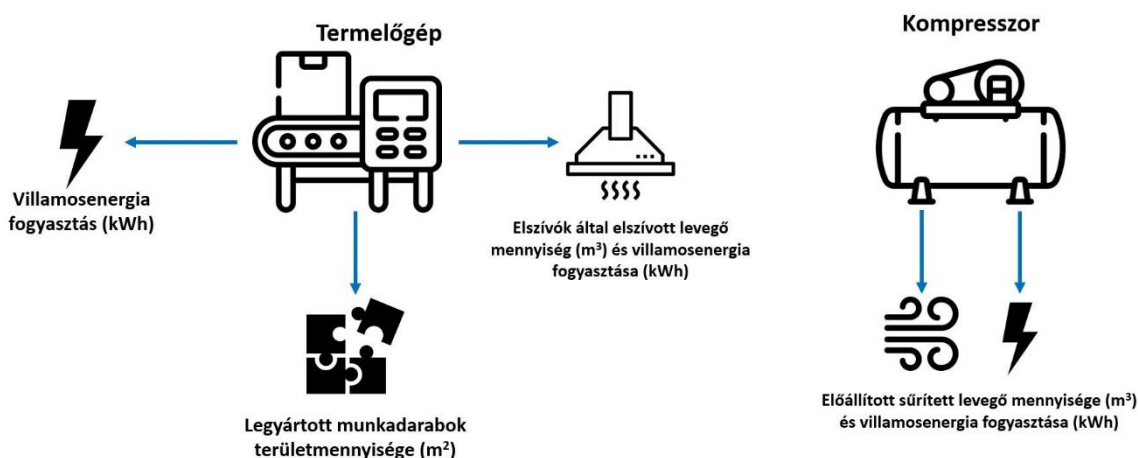 Termelőgép
Kompresszor
Villamosenergia
fogyasztás (kWh)
Elszívók által elszívott levegő
mennyiség (m³) és villamosenergia
fogyasztása (kWh)
Legyártott munkadarabok
területmennyisége (m²)
Előállított sűrített levegő mennyisége (m³)
és villamosenergia fogyasztása (kWh)